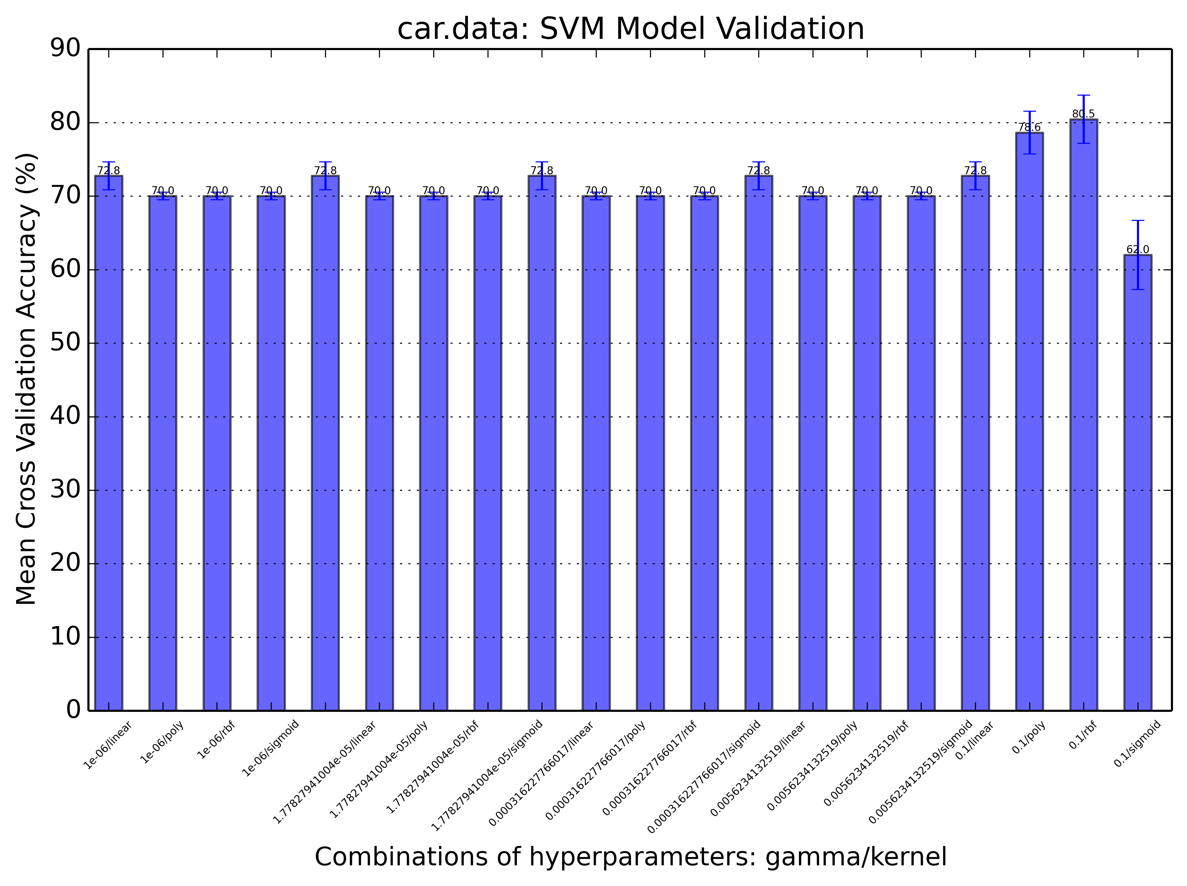 car.data: SVM Model Validation
Mean Cross Validation Accuracy (%)
90
80
70
60
50
40
30
20
10
0
72.8
70.0
70.0
70.0
72.8
70.0
70.0
70.0
72.8
70.0
70.0
70.0
72.8
70.0
70.0
70.0
72.8
78.6
80.5
62.0
1e-06/linear
1e-06/poly
1e-06/rbf
1e-06/sigmoid
1.77827941004e-05/linear
1.77827941004e-05/poly
1.77827941004e-05/rbf
1.77827941004e-05/sigmoid
0.000316227766017/linear
0.000316227766017/poly
0.000316227766017/rbf
0.000316227766017/sigmoid
0.0056234132519/linear
0.0056234132519/poly
0.0056234132519/rbf
0.0056234132519/sigmoid
0.1/linear
0.1/poly
0.1/rbf
0.1/sigmoid
Combinations of hyperparameters: gamma/kernel